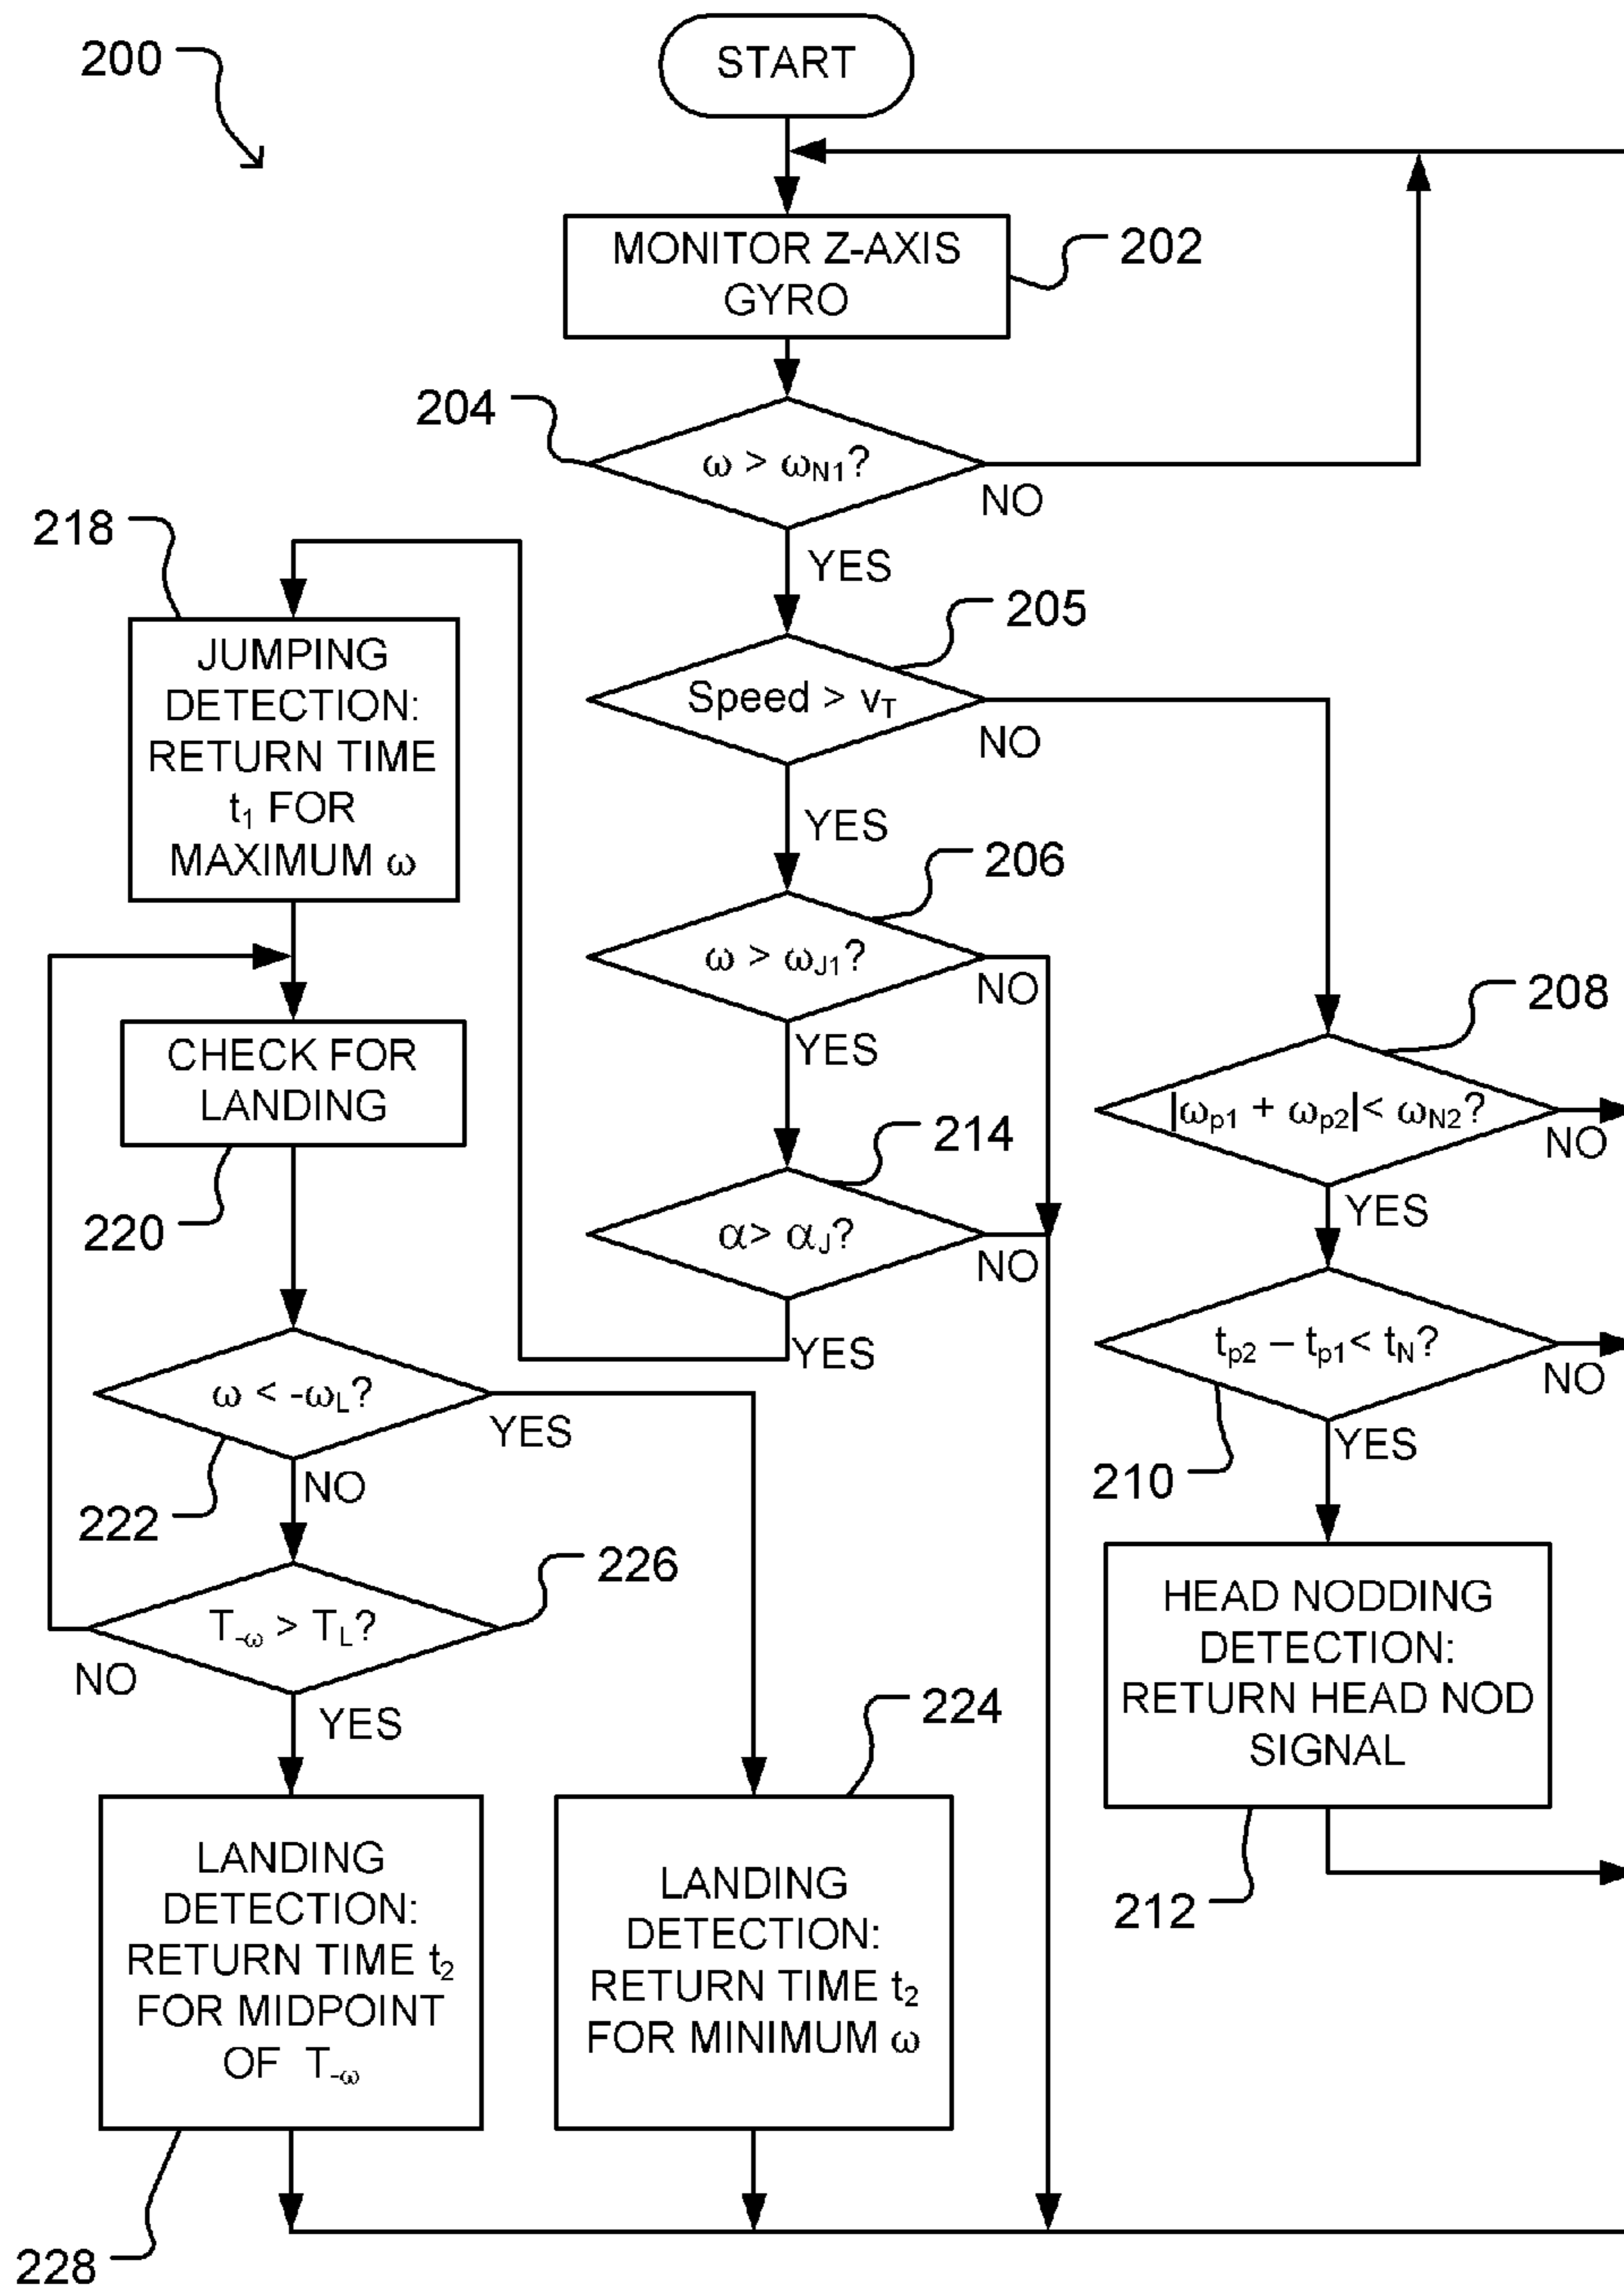 200
START
MONITOR Z-AXIS
GYRO
202
204
ω > ωN1?
NO
YES
218
205
JUMPING
DETECTION:
RETURN TIME
t1 FOR
MAXIMUM ω
Speed > vT
NO
YES
206
ω > ωJ1?
NO
YES
208
|ωp1 + ωp2|< ωN2?
NO
YES
CHECK FOR
LANDING
220
214
α> αJ?
NO
YES
tp2 – tp1< tN?
NO
YES
210
ω < -ωL?
YES
NO
222
226
T-ω > TL?
NO
YES
HEAD NODDING
DETECTION:
RETURN HEAD NOD
SIGNAL
212
224
LANDING
DETECTION:
RETURN TIME t2
FOR MIDPOINT
OF T-ω
LANDING
DETECTION:
RETURN TIME t2
FOR MINIMUM ω
228